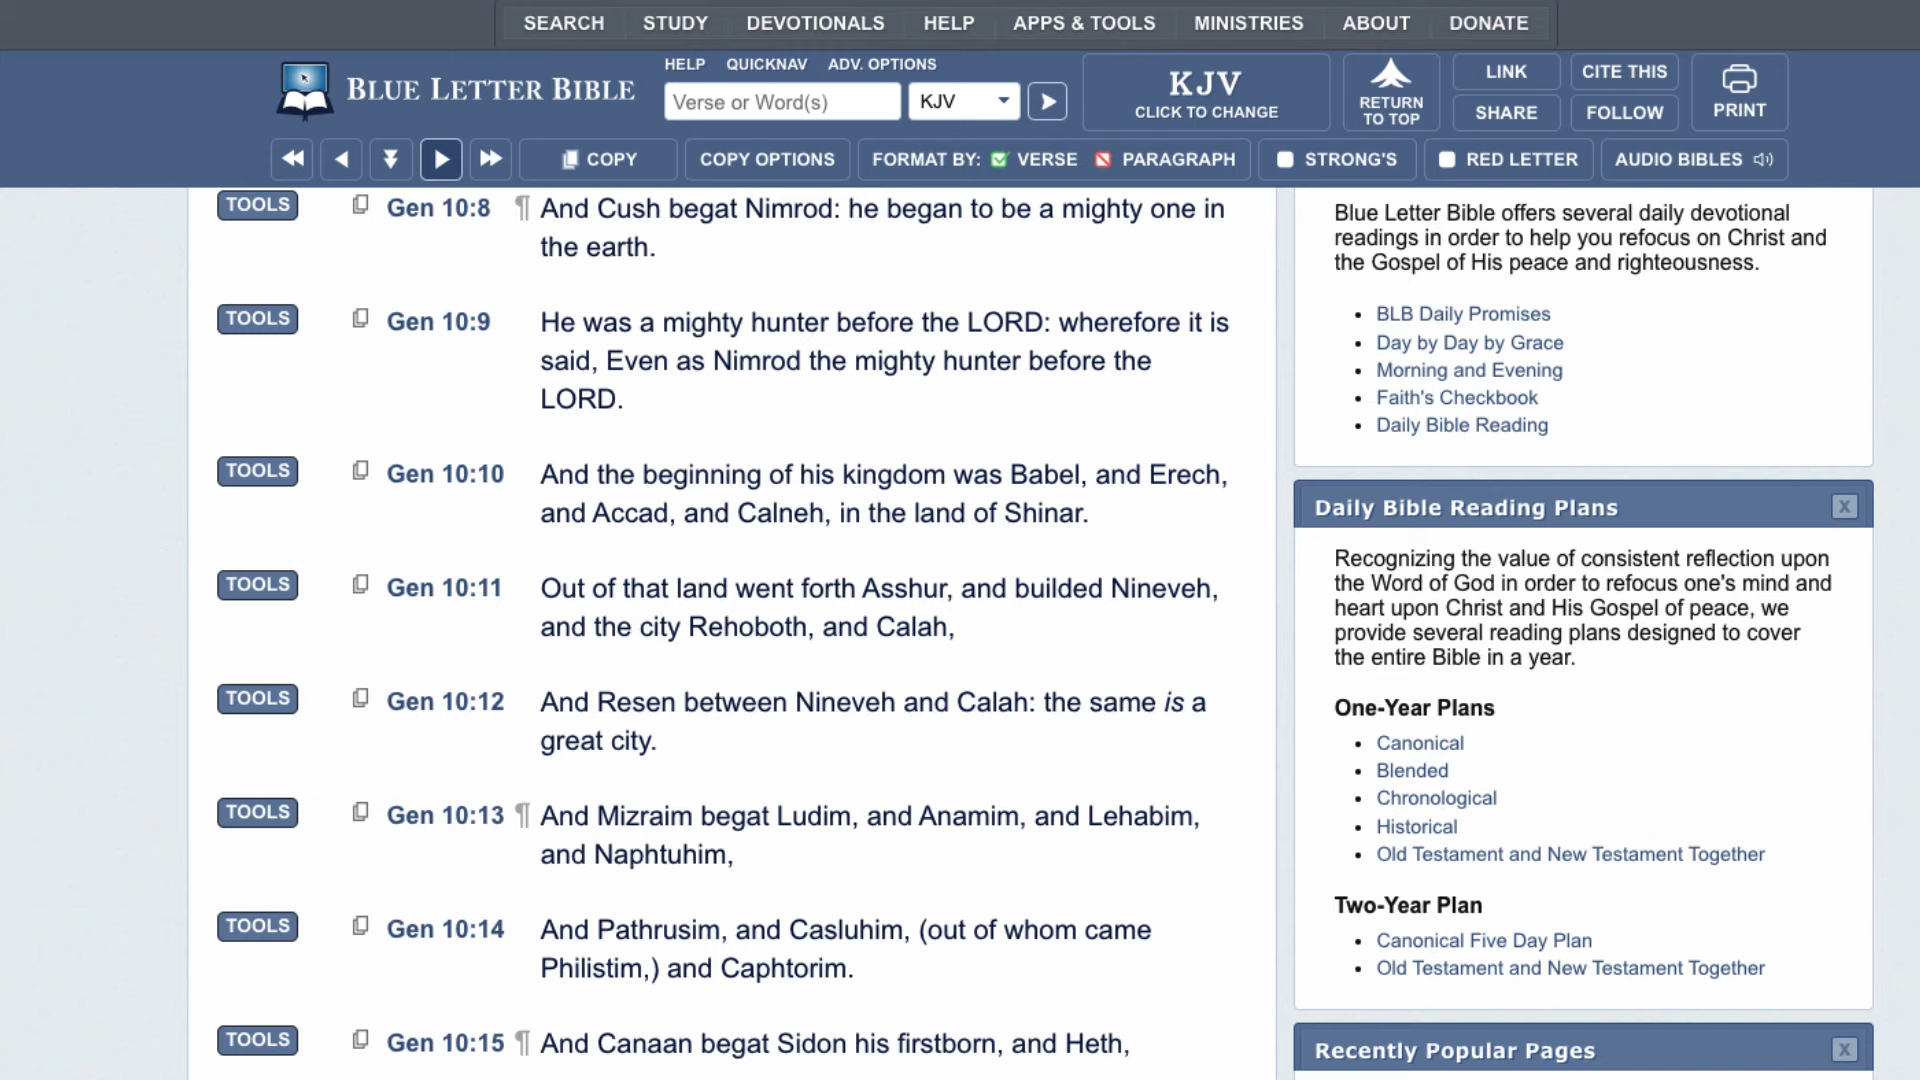 SEARCH STUDY DEVOTIONALS HELP APPS & TOOLS MINISTRIES ABOUT DONATE
BLUE LETTER BIBLE
HELP QUICKNAV ADV. OPTIONS
Verse or Word(s) KJV
KJV
CLICK TO CHANGE
RETURN
TO TOP
LINK CITE THIS
SHARE FOLLOW
PRINT
COPY COPY OPTIONS FORMAT BY: VERSE PARAGRAPH STRONG'S RED LETTER AUDIO BIBLES
TOOLS Gen 10:8 ¶ And Cush begat Nimrod: he began to be a mighty one in
the earth.
TOOLS Gen 10:9 He was a mighty hunter before the LORD: wherefore it is
said, Even as Nimrod the mighty hunter before the
LORD.
TOOLS Gen 10:10 And the beginning of his kingdom was Babel, and Erech,
and Accad, and Calneh, in the land of Shinar.
TOOLS Gen 10:11 Out of that land went forth Asshur, and builded Nineveh,
and the city Rehoboth, and Calah,
TOOLS Gen 10:12 And Resen between Nineveh and Calah: the same is a
great city.
TOOLS Gen 10:13 ¶ And Mizraim begat Ludim, and Anamim, and Lehabim,
and Naphtuhim,
TOOLS Gen 10:14 And Pathrusim, and Casluhim, (out of whom came
Philistim,) and Caphtorim.
TOOLS Gen 10:15 ¶ And Canaan begat Sidon his firstborn, and Heth,
Blue Letter Bible offers several daily devotional
readings in order to help you refocus on Christ and
the Gospel of His peace and righteousness.
• BLB Daily Promises
• Day by Day by Grace
• Morning and Evening
• Faith's Checkbook
• Daily Bible Reading
Daily Bible Reading Plans X
Recognizing the value of consistent reflection upon
the Word of God in order to refocus one's mind and
heart upon Christ and His Gospel of peace, we
provide several reading plans designed to cover
the entire Bible in a year.
One-Year Plans
• Canonical
• Blended
• Chronological
• Historical
• Old Testament and New Testament Together
Two-Year Plan
• Canonical Five Day Plan
• Old Testament and New Testament Together
Recently Popular Pages X